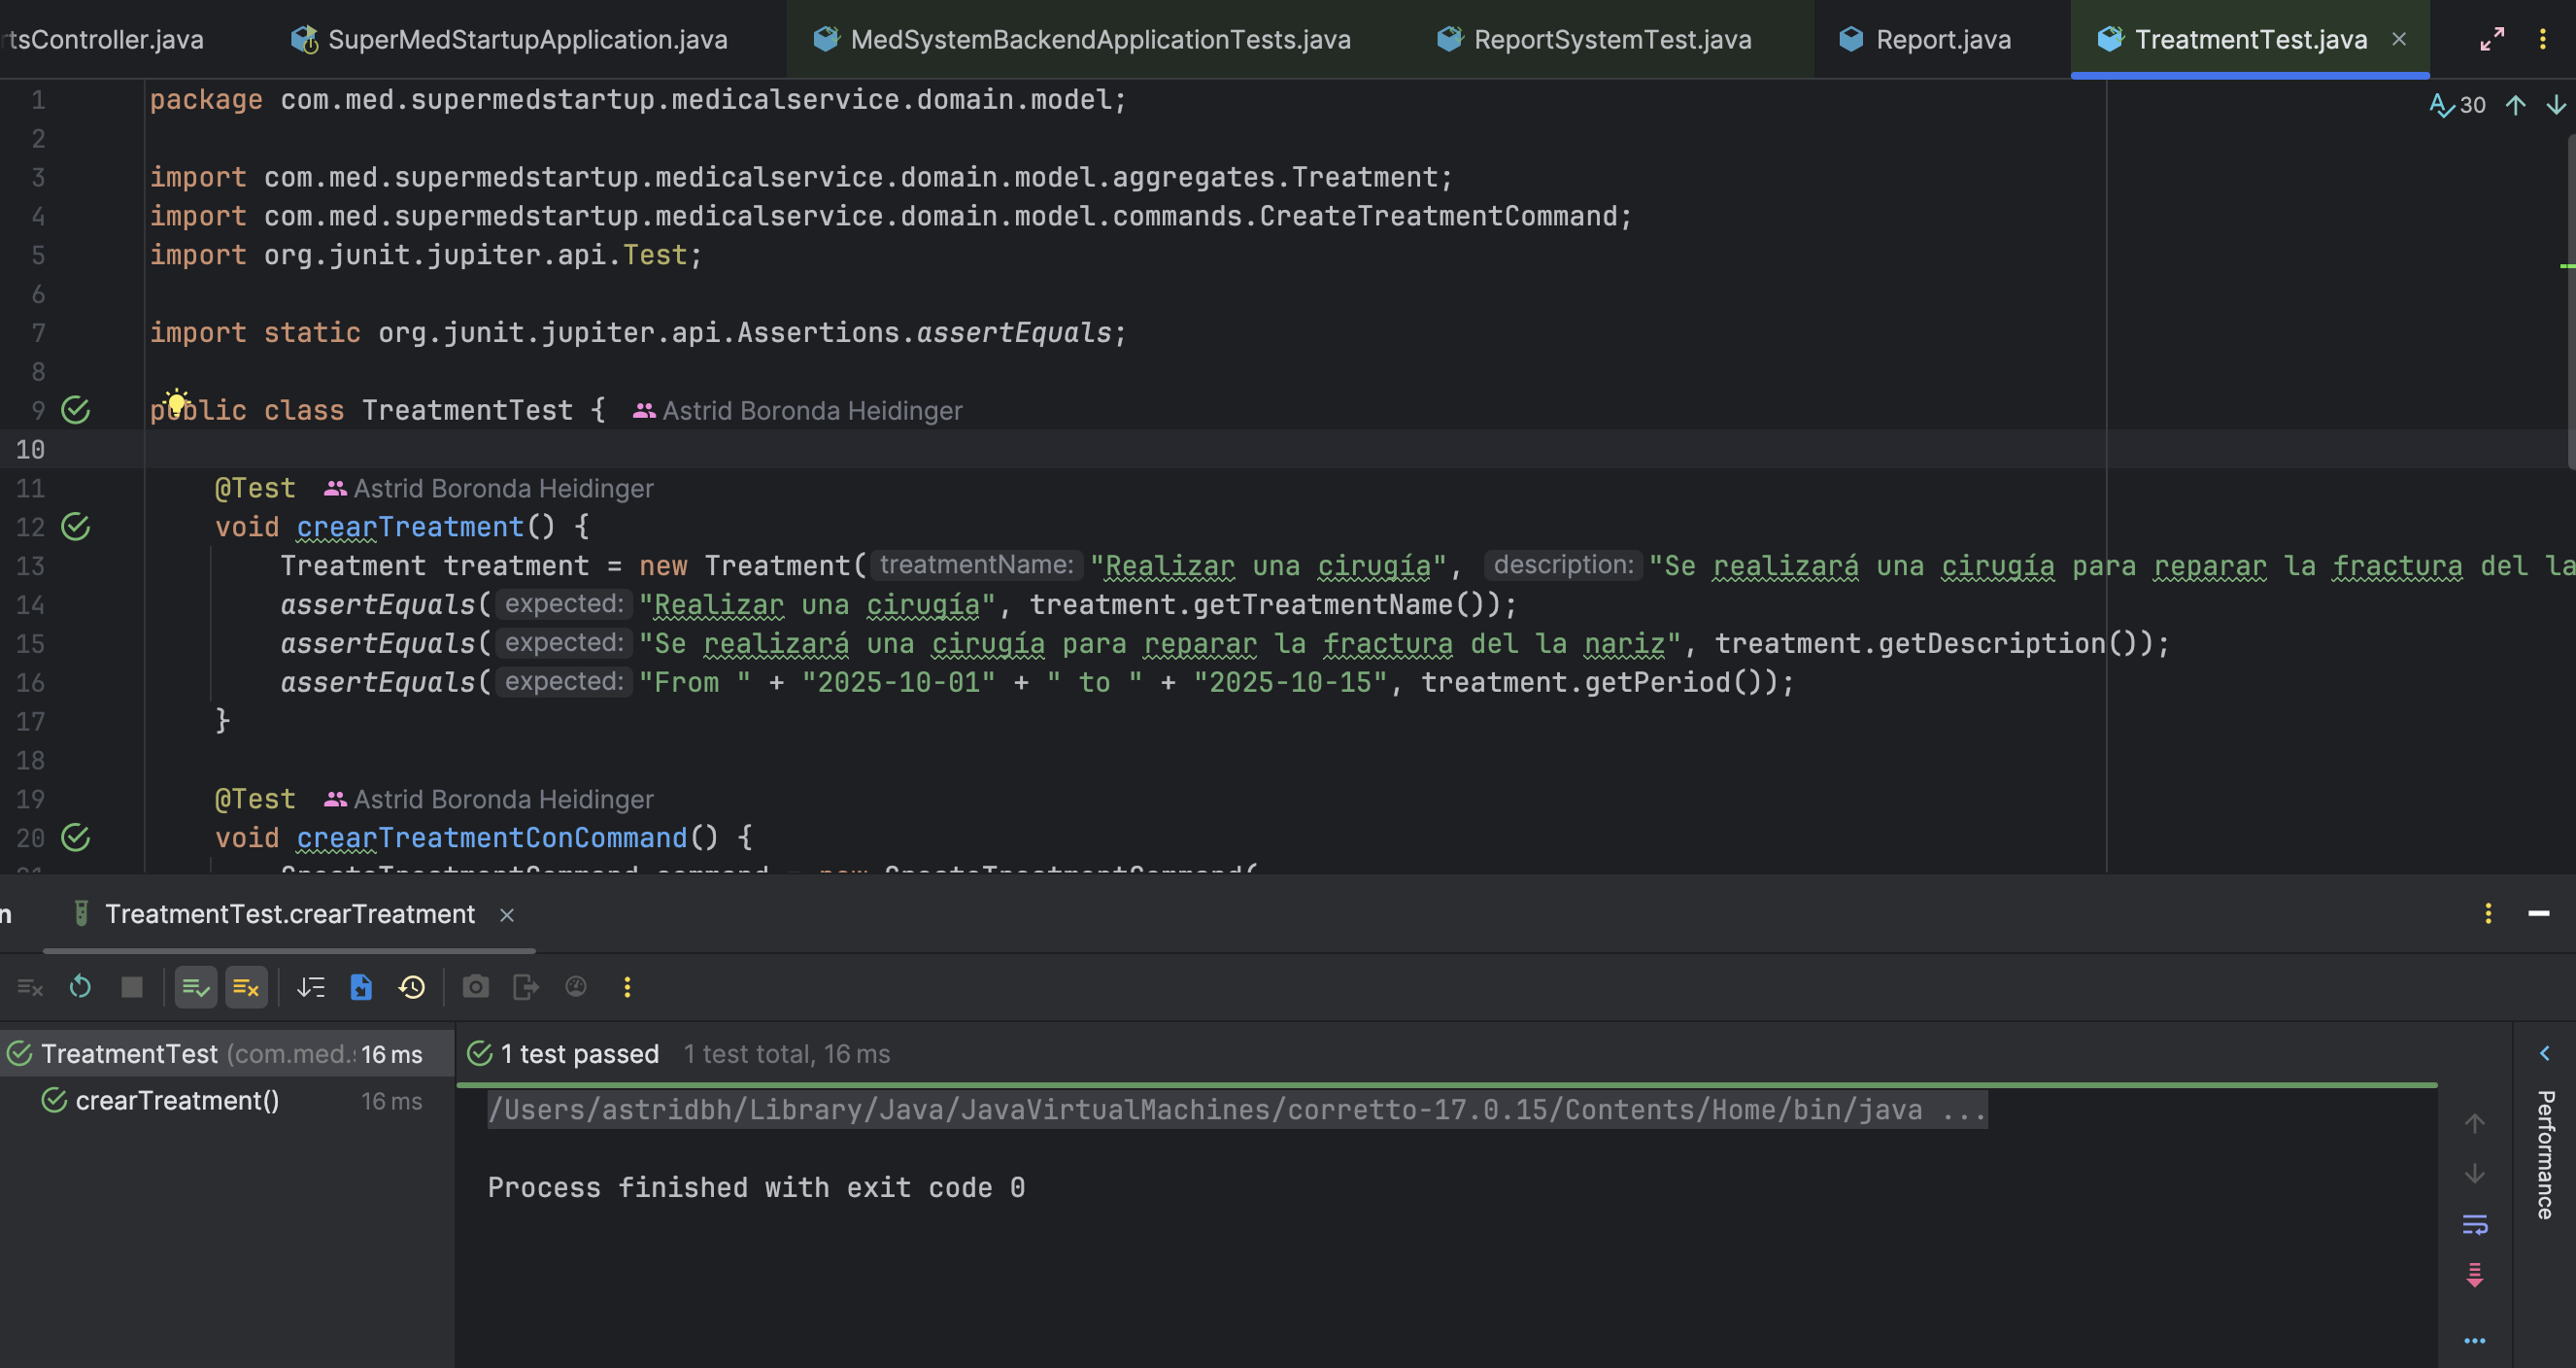 tsController.java SuperMedStartupApplication.java MedSystemBackendApplicationTests.java ReportSystemTest.java Report.java TreatmentTest.java
30
1 package com.med.supermedstartup.medicalservice.domain.model;
2
3 import com.med.supermedstartup.medicalservice.domain.model.aggregates.Treatment;
4 import com.med.supermedstartup.medicalservice.domain.model.commands.CreateTreatmentCommand;
5 import org.junit.jupiter.api.Test;
6
7 import static org.junit.jupiter.api.Assertions.assertEquals;
8
9 public class TreatmentTest { Astrid Boronda Heidinger
10
11 @Test Astrid Boronda Heidinger
12 void crearTreatment() {
13 Treatment treatment = new Treatment( treatmentName: "Realizar una cirugía", description: "Se realizará una cirugía para reparar la fractura del la
14 assertEquals( expected: "Realizar una cirugía", treatment.getTreatmentName());
15 assertEquals( expected: "Se realizará una cirugía para reparar la fractura del la nariz", treatment.getDescription());
16 assertEquals( expected: "From " + "2025-10-01" + " to " + "2025-10-15", treatment.getPeriod());
17 }
18
19 @Test Astrid Boronda Heidinger
20 void crearTreatmentConCommand() {
21 CreateTreatmentCommand command = new CreateTreatmentCommand(
n TreatmentTest.crearTreatment
TreatmentTest (com.med.s 16 ms
crearTreatment() 16 ms
1 test passed 1 test total, 16 ms
/Users/astridbh/Library/Java/JavaVirtualMachines/corretto-17.0.15/Contents/Home/bin/java ...
Process finished with exit code 0
Performance